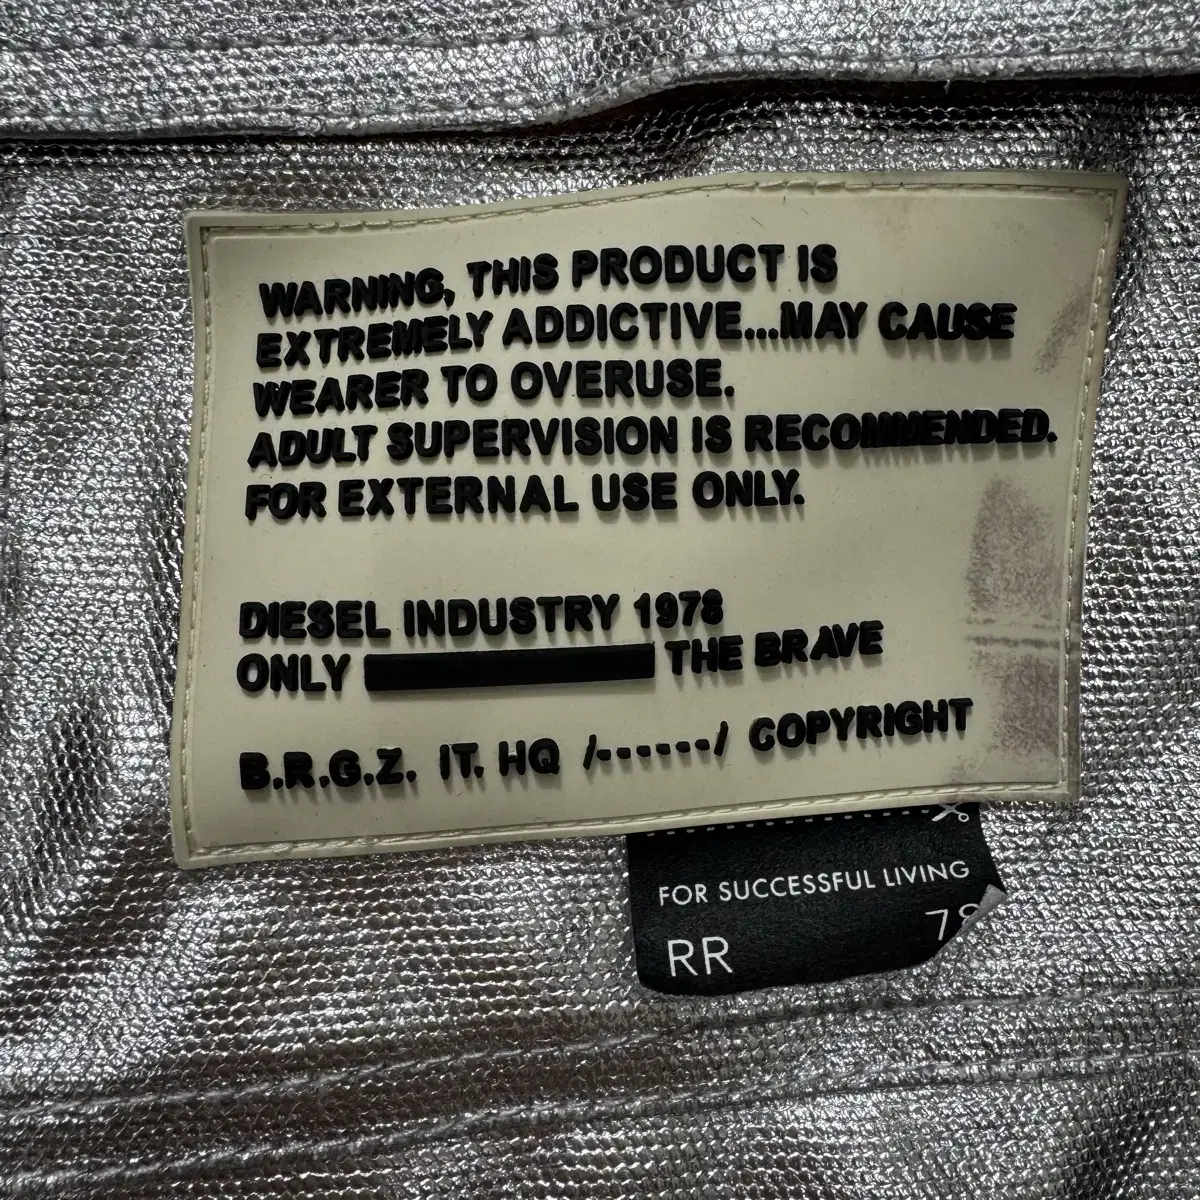 WARNING, THIS PRODUCT IS
EXTREMELY ADDICTIVE...MAY CAUSE
WEARER TO OVERUSE.
ADULT SUPERVISION IS RECOMMENDED.
FOR EXTERNAL USE ONLY.
DIESEL INDUSTRY 1978
ONLY THE BRAVE
B.R.G.Z. IT. HQ /------/ COPYRIGHT
FOR SUCCESSFUL LIVING
RR